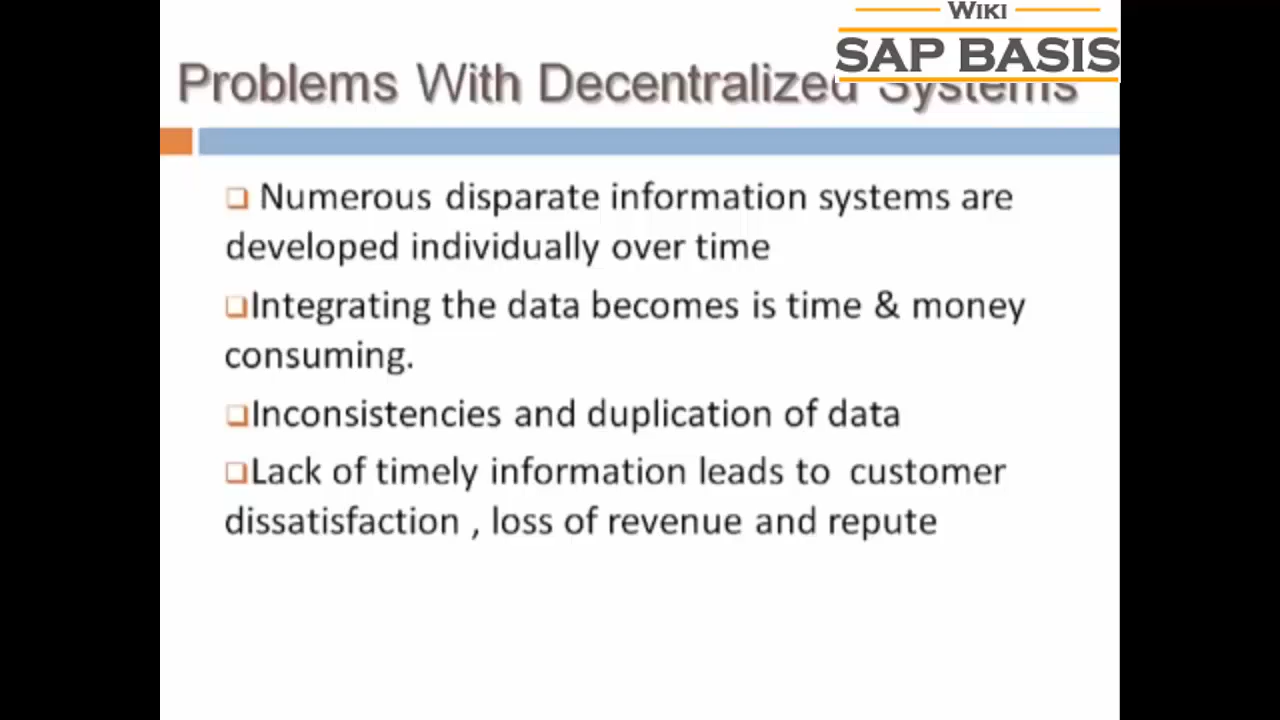 Wiki
SAP BASIS
Problems With Decentralized Systems
Numerous disparate information systems are
developed individually over time
Integrating the data becomes is time & money
consuming.
Inconsistencies and duplication of data
Lack of timely information leads to customer
dissatisfaction , loss of revenue and repute